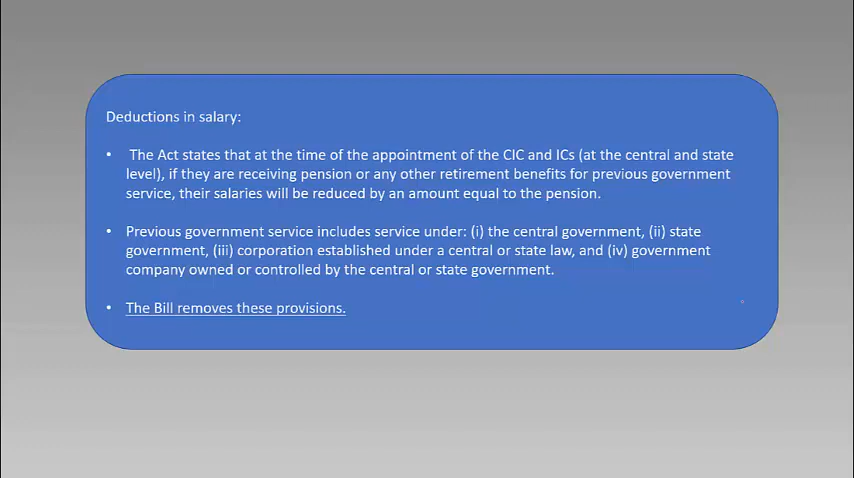 Deductions in salary:
• The Act states that at the time of the appointment of the CIC and ICs (at the central and state
level), if they are receiving pension or any other retirement benefits for previous government
service, their salaries will be reduced by an amount equal to the pension.
• Previous government service includes service under: (i) the central government, (ii) state
government, (iii) corporation established under a central or state law, and (iv) government
company owned or controlled by the central or state government.
• The Bill removes these provisions.